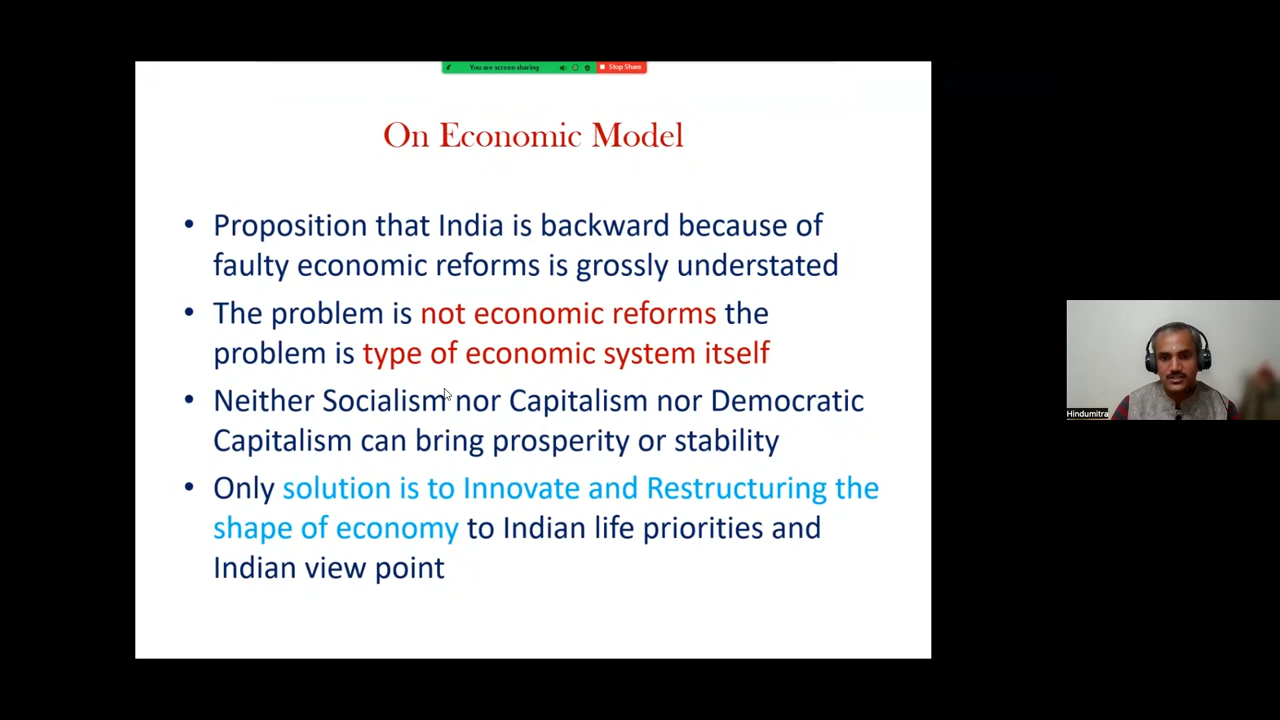 You are screen sharing
Stop Share
On Economic Model
• Proposition that India is backward because of
faulty economic reforms is grossly understated
• The problem is not economic reforms the
problem is type of economic system itself
• Neither Socialism nor Capitalism nor Democratic
Capitalism can bring prosperity or stability
• Only solution is to Innovate and Restructuring the
shape of economy to Indian life priorities and
Indian view point
Hindumitra